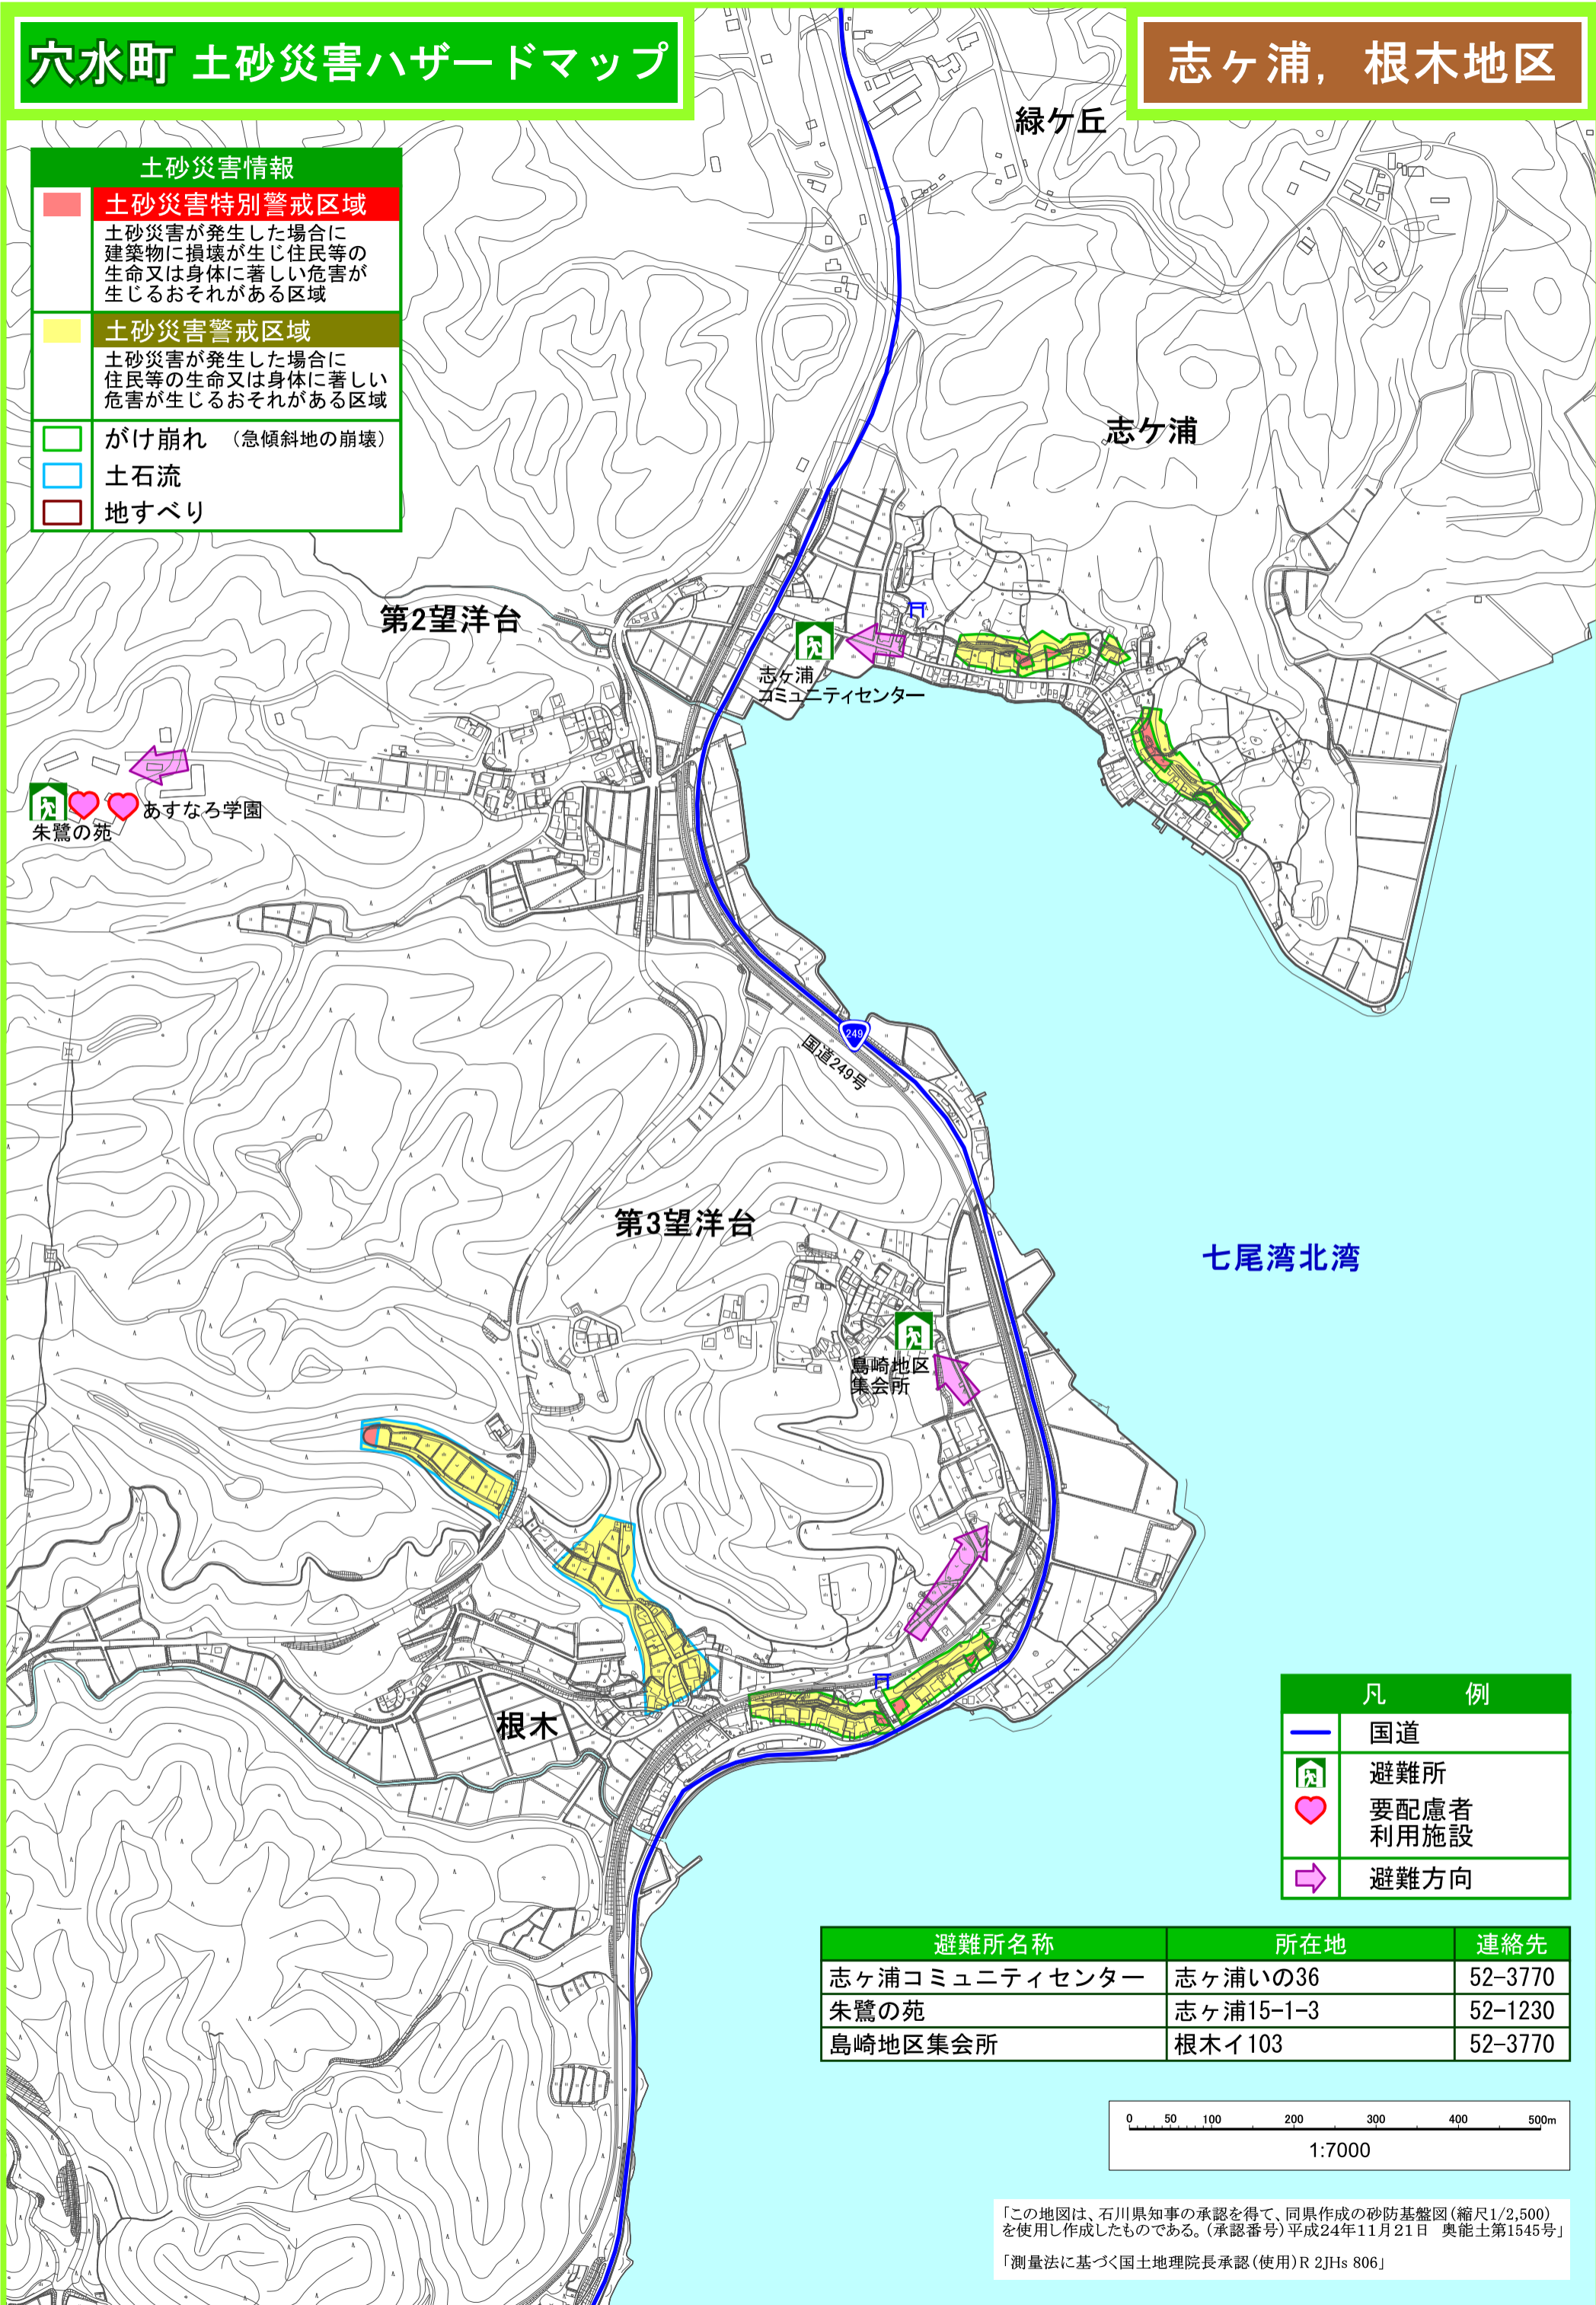 穴水町 土砂災害ハザードマップ
志ヶ浦，根木地区
土砂災害情報
土砂災害特別警戒区域
土砂災害が発生した場合に
建築物に損壊が生じ住民等の
生命又は身体に著しい危害が
生じるおそれがある区域
土砂災害警戒区域
土砂災害が発生した場合に
住民等の生命又は身体に著しい
危害が生じるおそれがある区域
がけ崩れ （急傾斜地の崩壊）
土石流
地すべり
緑ケ丘
志ケ浦
第2望洋台
志ヶ浦
コミュニティセンター
あすなろ学園
朱鷺の苑
249
国道249号
第3望洋台
七尾湾北湾
島崎地区
集会所
根木
凡 例
国道
避難所
要配慮者
利用施設
避難方向
避難所名称 所在地 連絡先
志ヶ浦コミュニティセンター 志ヶ浦いの36 52-3770
朱鷺の苑 志ヶ浦15-1-3 52-1230
島崎地区集会所 根木イ103 52-3770
0 50 100 200 300 400 500m
1:7000
「この地図は、石川県知事の承認を得て、同県作成の砂防基盤図（縮尺1/2,500）
を使用し作成したものである。（承認番号）平成24年11月21日 奥能土第1545号」
「測量法に基づく国土地理院長承認（使用）R 2JHs 806」